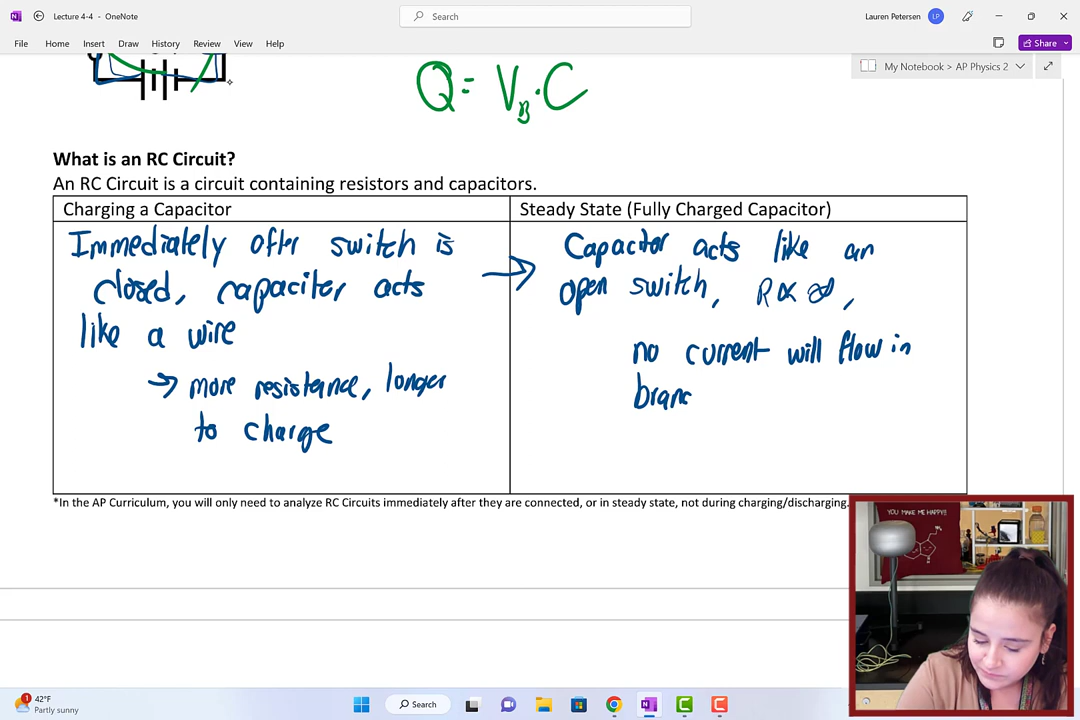 Lecture 4-4 - OneNote
Search
Lauren Petersen
LP
File Home Insert Draw History Review View Help
Share
My Notebook > AP Physics 2
Q = V_B · C
What is an RC Circuit?
An RC Circuit is a circuit containing resistors and capacitors.
Charging a Capacitor
Immediately after switch is
closed, capacitor acts
like a wire
→ more resistance, longer
to charge
→
Steady State (Fully Charged Capacitor)
Capacitor acts like an
open switch, R ∝ ∞,
no current will flow in
branc
*In the AP Curriculum, you will only need to analyze RC Circuits immediately after they are connected, or in steady state, not during charging/discharging.
YOU MAKE ME HAPPY!
1
42°F
Partly sunny
Search